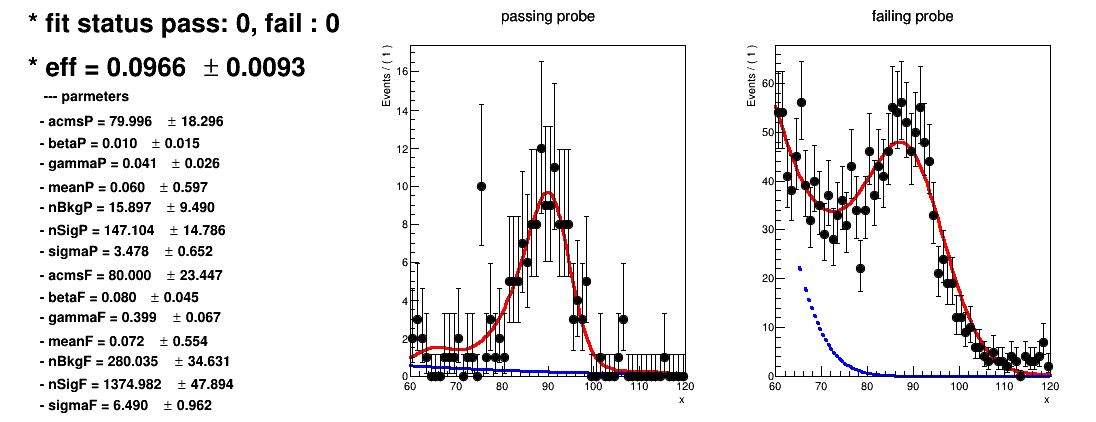 * fit status pass: 0, fail : 0
* eff = 0.0966 ± 0.0093
--- parmeters
- acmsP = 79.996 ± 18.296
- betaP = 0.010 ± 0.015
- gammaP = 0.041 ± 0.026
- meanP = 0.060 ± 0.597
- nBkgP = 15.897 ± 9.490
- nSigP = 147.104 ± 14.786
- sigmaP = 3.478 ± 0.652
- acmsF = 80.000 ± 23.447
- betaF = 0.080 ± 0.045
- gammaF = 0.399 ± 0.067
- meanF = 0.072 ± 0.554
- nBkgF = 280.035 ± 34.631
- nSigF = 1374.982 ± 47.894
- sigmaF = 6.490 ± 0.962
passing probe
Events / ( 1 )
16
14
12
10
8
6
4
2
0
60 70 80 90 100 110 120
x
failing probe
Events / ( 1 )
60
50
40
30
20
10
0
60 70 80 90 100 110 120
x